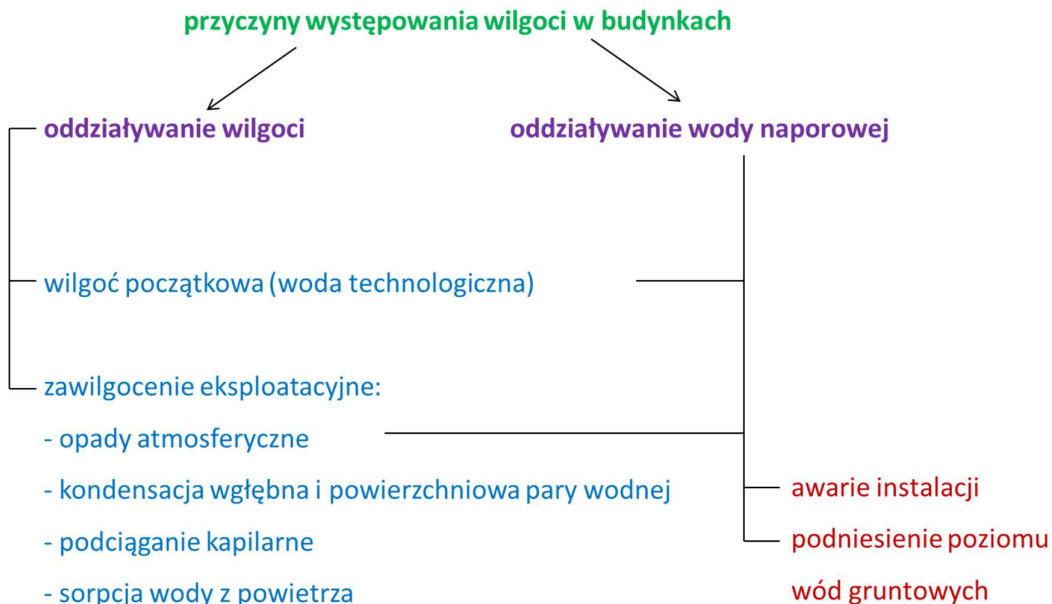 przyczyny występowania wilgoci w budynkach
oddziaływanie wilgoci
oddziaływanie wody naporowej
wilgoć początkowa (woda technologiczna)
zawilgocenie eksploatacyjne:
- opady atmosferyczne
- kondensacja wgłębna i powierzchniowa pary wodnej
- podciąganie kapilarne
- sorpcja wody z powietrza
awarie instalacji
podniesienie poziomu
wód gruntowych